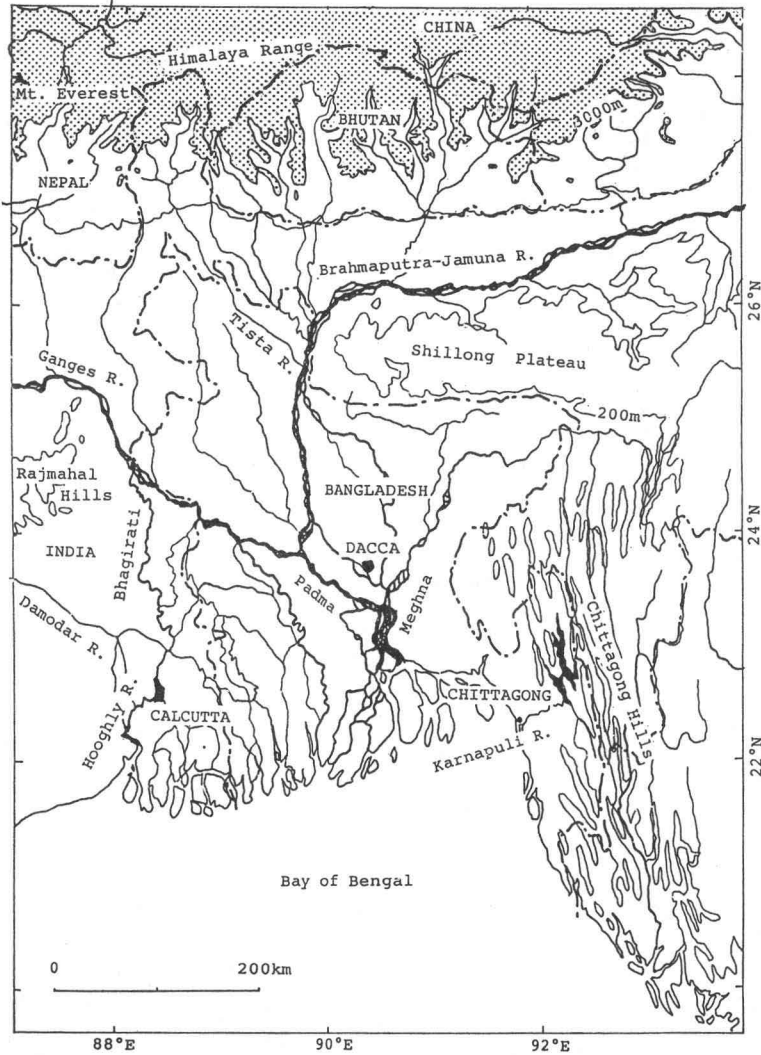 CHINA
Himalaya Range
Mt. Everest
BHUTAN
3000m
NEPAL
Brahmaputra-Jamuna R.
26°N
Tista R.
Shillong Plateau
Ganges R.
200m
Rajmahal
Hills
BANGLADESH
24°N
INDIA
Bhagirati
DACCA
Padma
Meghna
Damodar R.
Chittagong Hills
CHITTAGONG
CALCUTTA
Hooghly R.
Karnapuli R.
22°N
Bay of Bengal
0 200km
88°E 90°E 92°E